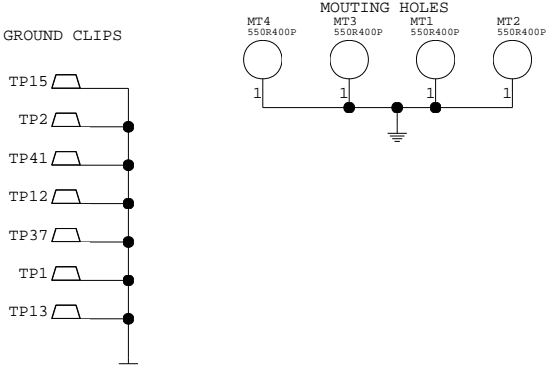 MOUTING HOLES
MT4 MT3 MT1 MT2
550R400P 550R400P 550R400P 550R400P
1 1 1 1
GROUND CLIPS
TP15
TP2
TP41
TP12
TP37
TP1
TP13